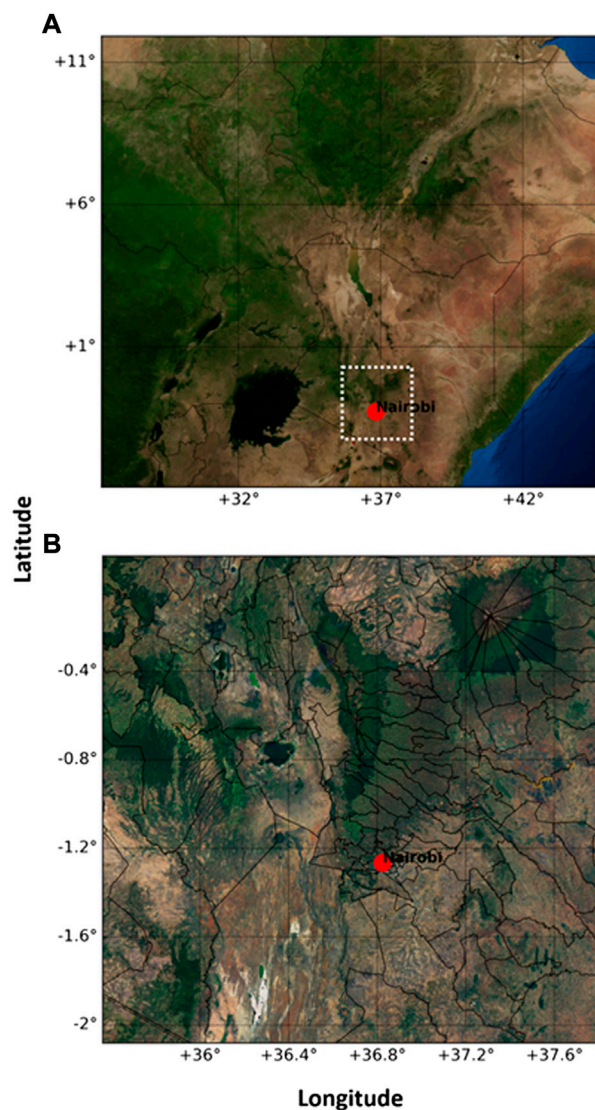 A
+11°
+6°
+1°
Nairobi
+32°
+37°
+42°
Latitude
B
-0.4°
-0.8°
-1.2°
Nairobi
-1.6°
-2°
+36°
+36.4°
+36.8°
+37.2°
+37.6°
Longitude